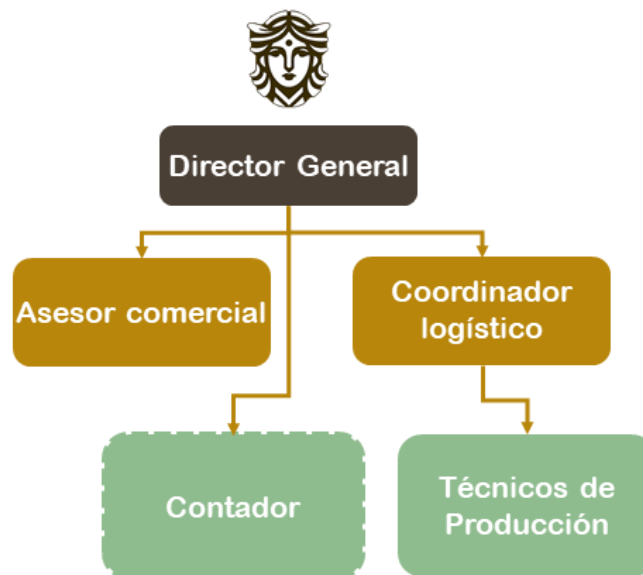 Director General
Asesor comercial
Coordinador
logístico
Contador
Técnicos de
Producción